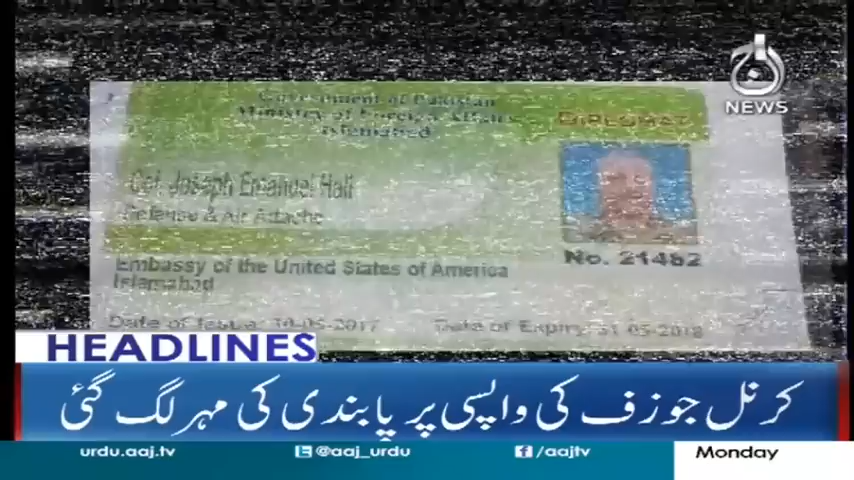 آج
NEWS
Government of Pakistan
Ministry of Foreign Affairs
Islamabad
DIPLOMAT
Col. Joseph Emanuel Hall
Defense & Air Attache
No. 21482
Embassy of the United States of America
Islamabad
Date of Issue: 10-05-2017 Date of Expiry: 31-05-2018
HEADLINES
کرنل جوزف کی واپسی پر پابندی کی مہر لگ گئی
urdu.aaj.tv @aaj_urdu /aajtv Monday